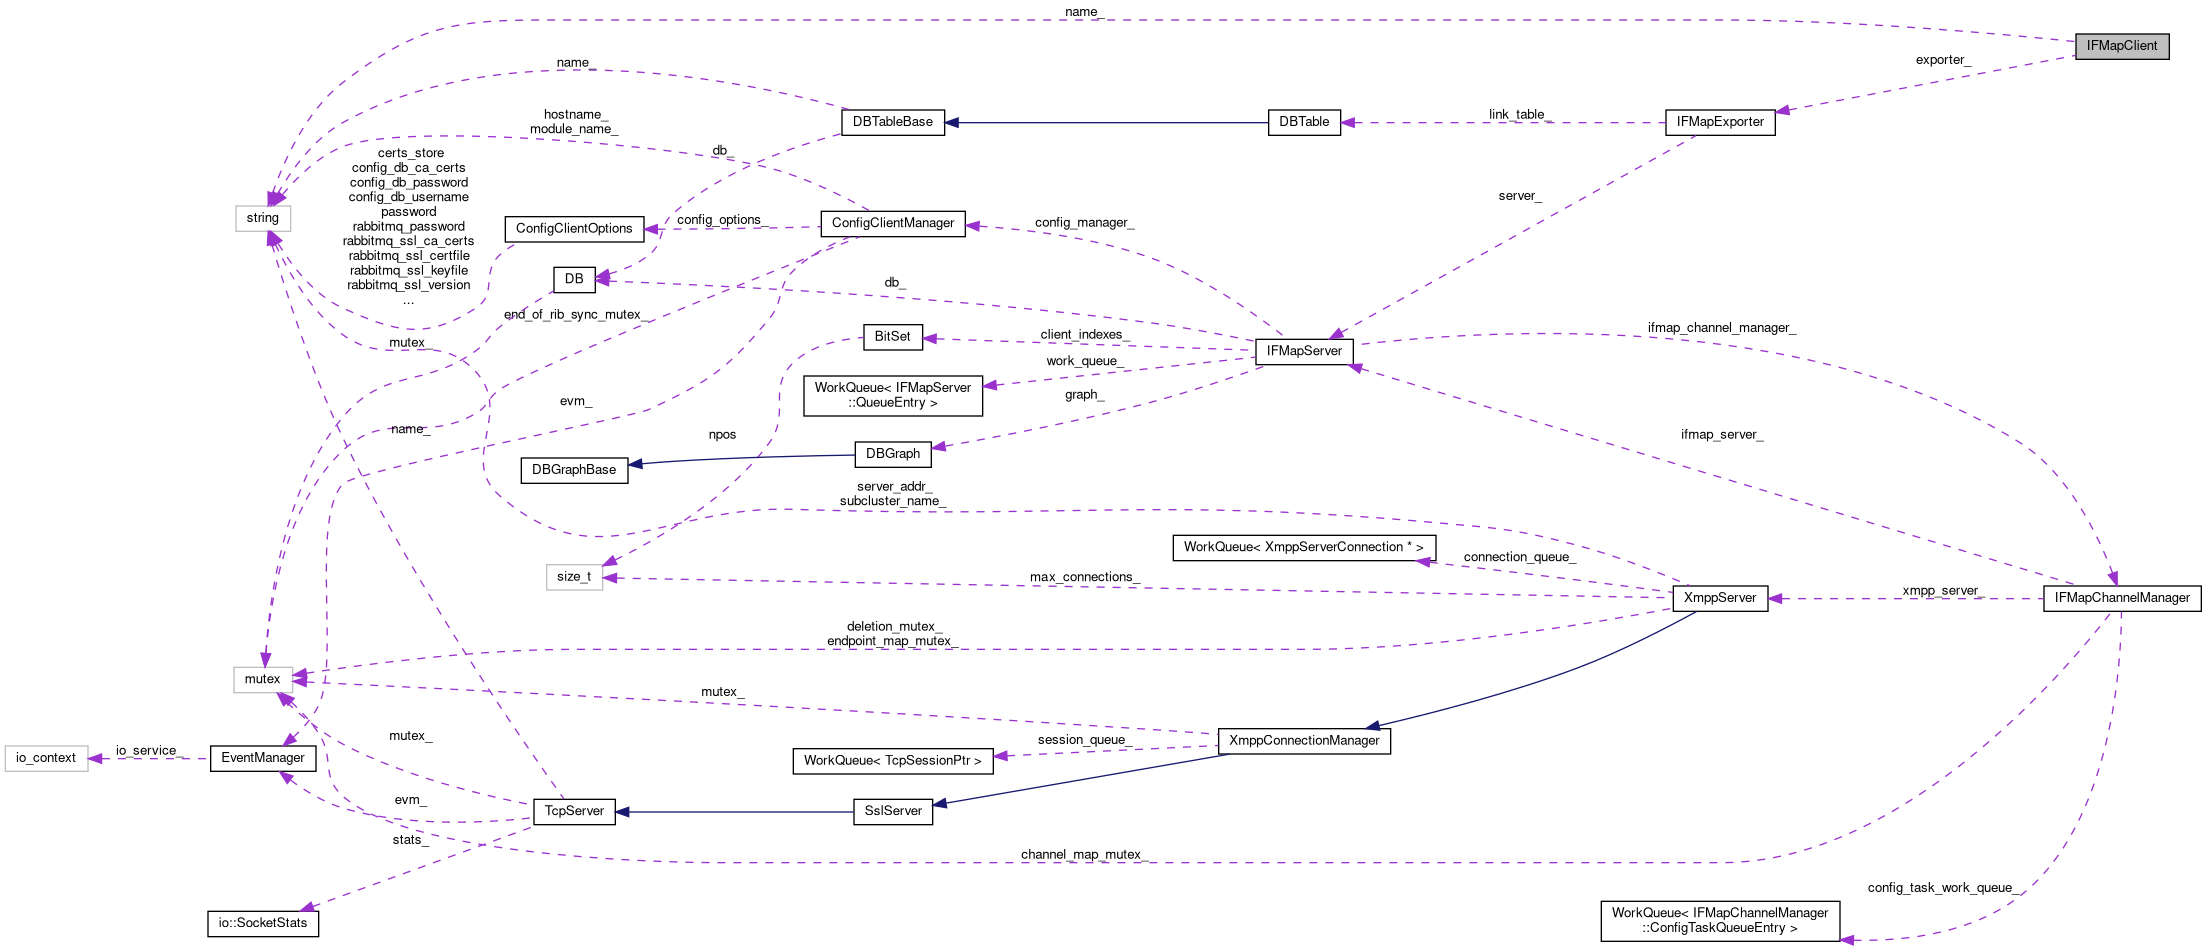 name_
IFMapClient
exporter_
name_
hostname_
module_name_
DBTableBase
DBTable
link_table_
IFMapExporter
certs_store
config_db_ca_certs
config_db_password
config_db_username
password
rabbitmq_password
rabbitmq_ssl_ca_certs
rabbitmq_ssl_certfile
rabbitmq_ssl_keyfile
rabbitmq_ssl_version
...
db_
string
ConfigClientOptions
config_options_
ConfigClientManager
config_manager_
server_
DB
db_
end_of_rib_sync_mutex_
mutex_
BitSet
client_indexes_
IFMapServer
ifmap_channel_manager_
work_queue_
WorkQueue< IFMapServer
::QueueEntry >
graph_
evm_
name_
npos
DBGraph
DBGraphBase
ifmap_server_
server_addr_
subcluster_name_
WorkQueue< XmppServerConnection * >
connection_queue_
size_t
max_connections_
XmppServer
xmpp_server_
IFMapChannelManager
deletion_mutex_
endpoint_map_mutex_
mutex
mutex_
mutex_
XmppConnectionManager
session_queue_
WorkQueue< TcpSessionPtr >
io_context
io_service_
EventManager
evm_
TcpServer
SslServer
stats_
channel_map_mutex_
config_task_work_queue_
io::SocketStats
WorkQueue< IFMapChannelManager
::ConfigTaskQueueEntry >